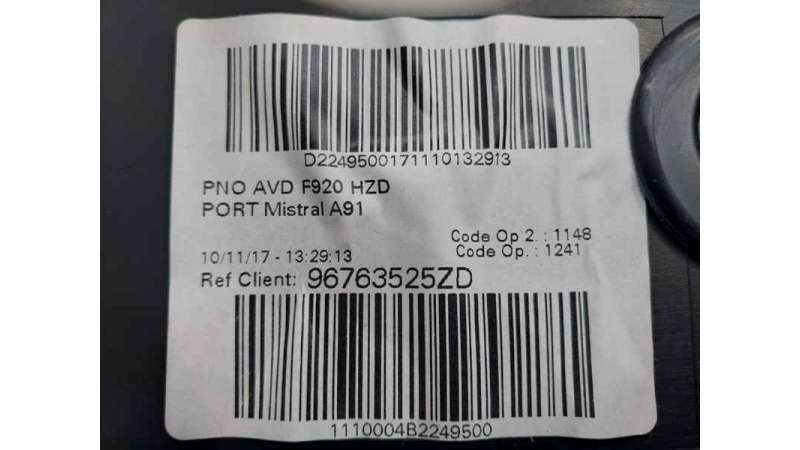 D2249500171110132913
PNO AVD F920 HZD
PORT Mistral A91
Code Op 2. : 1148
10/11/17 - 13:29:13
Code Op. : 1241
Ref Client: 96763525ZD
1110004B2249500